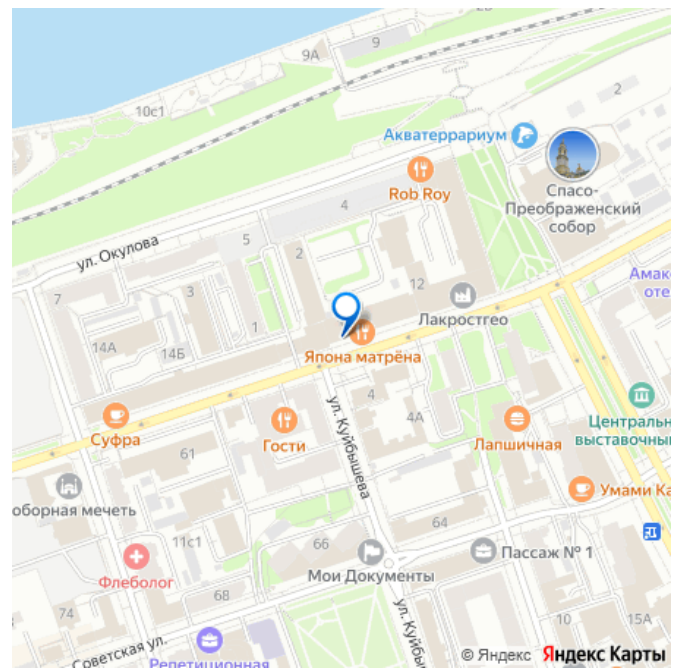 9
9А
10с1
2
Акватеррариум
Rob Roy
Спасо-
Преображенский
собор
4
ул. Окулова
5
2
7
3
12
Амак
оте
Лакростгео
1
14А
14Б
Япона матрёна
4
4А
Суфра
Гости
ул. Куйбышева
Лапшичная
Центральн
выставочны
61
оборная мечеть
Умами Ка
11с1
64
66
Пассаж № 1
Флеболог
Мои Документы
68
74
ул. Куйбы
10
15А
Советская ул.
Репетиционная
© Яндекс Яндекс Карты